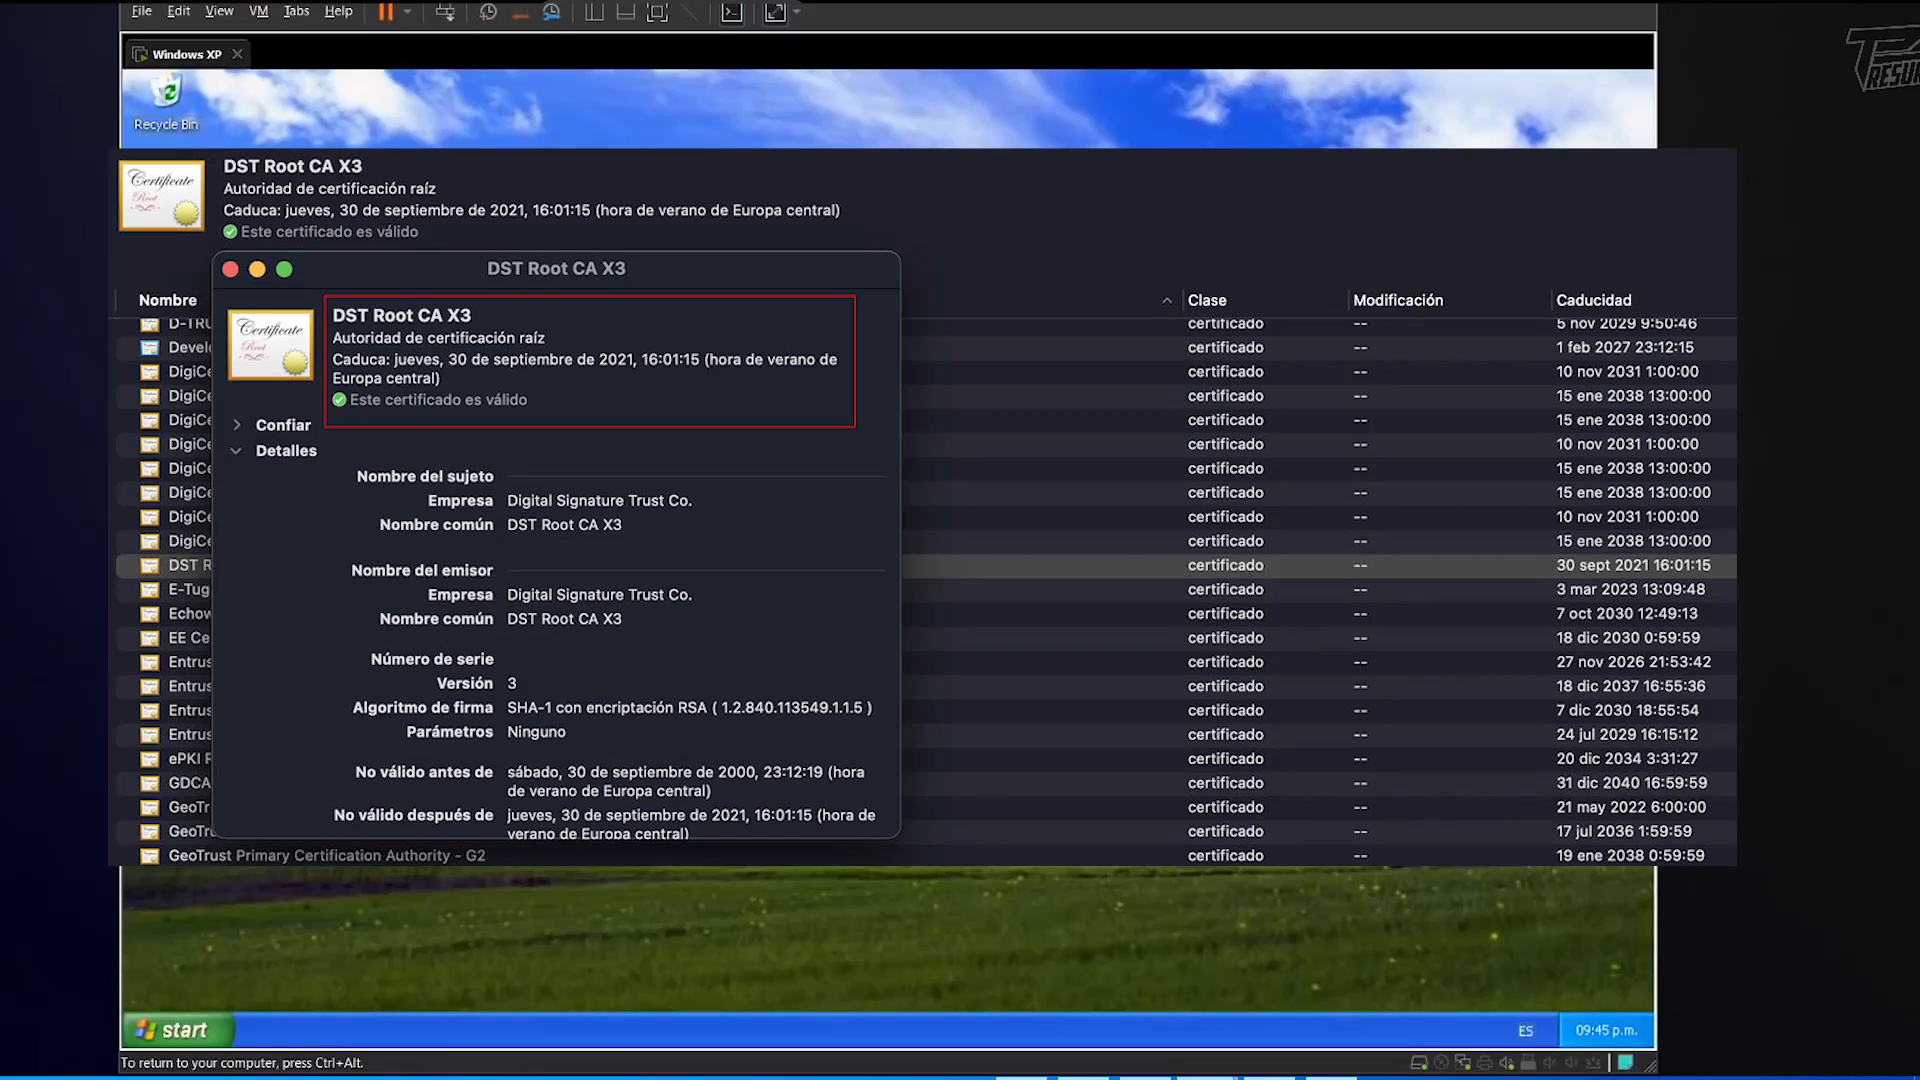 File Edit View VM Tabs Help
Windows XP
Recycle Bin
DST Root CA X3
Autoridad de certificación raíz
Caduca: jueves, 30 de septiembre de 2021, 16:01:15 (hora de verano de Europa central)
Este certificado es válido
DST Root CA X3
Nombre Clase Modificación Caducidad
DST Root CA X3
Autoridad de certificación raíz
Caduca: jueves, 30 de septiembre de 2021, 16:01:15 (hora de verano de
Europa central)
Este certificado es válido
Confiar
Detalles
Nombre del sujeto
Empresa Digital Signature Trust Co.
Nombre común DST Root CA X3
Nombre del emisor
Empresa Digital Signature Trust Co.
Nombre común DST Root CA X3
Número de serie
Versión 3
Algoritmo de firma SHA-1 con encriptación RSA ( 1.2.840.113549.1.1.5 )
Parámetros Ninguno
No válido antes de sábado, 30 de septiembre de 2000, 23:12:19 (hora
de verano de Europa central)
No válido después de jueves, 30 de septiembre de 2021, 16:01:15 (hora de
verano de Europa central)
D-TRU certificado -- 5 nov 2029 9:50:46
Develo certificado -- 1 feb 2027 23:12:15
DigiCe certificado -- 10 nov 2031 1:00:00
DigiCe certificado -- 15 ene 2038 13:00:00
DigiCe certificado -- 15 ene 2038 13:00:00
DigiCe certificado -- 10 nov 2031 1:00:00
DigiCe certificado -- 15 ene 2038 13:00:00
DigiCe certificado -- 15 ene 2038 13:00:00
DigiCe certificado -- 10 nov 2031 1:00:00
DigiCe certificado -- 15 ene 2038 13:00:00
DST R certificado -- 30 sept 2021 16:01:15
E-Tug certificado -- 3 mar 2023 13:09:48
Echow certificado -- 7 oct 2030 12:49:13
EE Ce certificado -- 18 dic 2030 0:59:59
Entrus certificado -- 27 nov 2026 21:53:42
Entrus certificado -- 18 dic 2037 16:55:36
Entrus certificado -- 7 dic 2030 18:55:54
Entrus certificado -- 24 jul 2029 16:15:12
ePKI R certificado -- 20 dic 2034 3:31:27
GDCA certificado -- 31 dic 2040 16:59:59
GeoTr certificado -- 21 may 2022 6:00:00
GeoTru certificado -- 17 jul 2036 1:59:59
GeoTrust Primary Certification Authority - G2 certificado -- 19 ene 2038 0:59:59
start ES 09:45 p.m.
To return to your computer, press Ctrl+Alt.